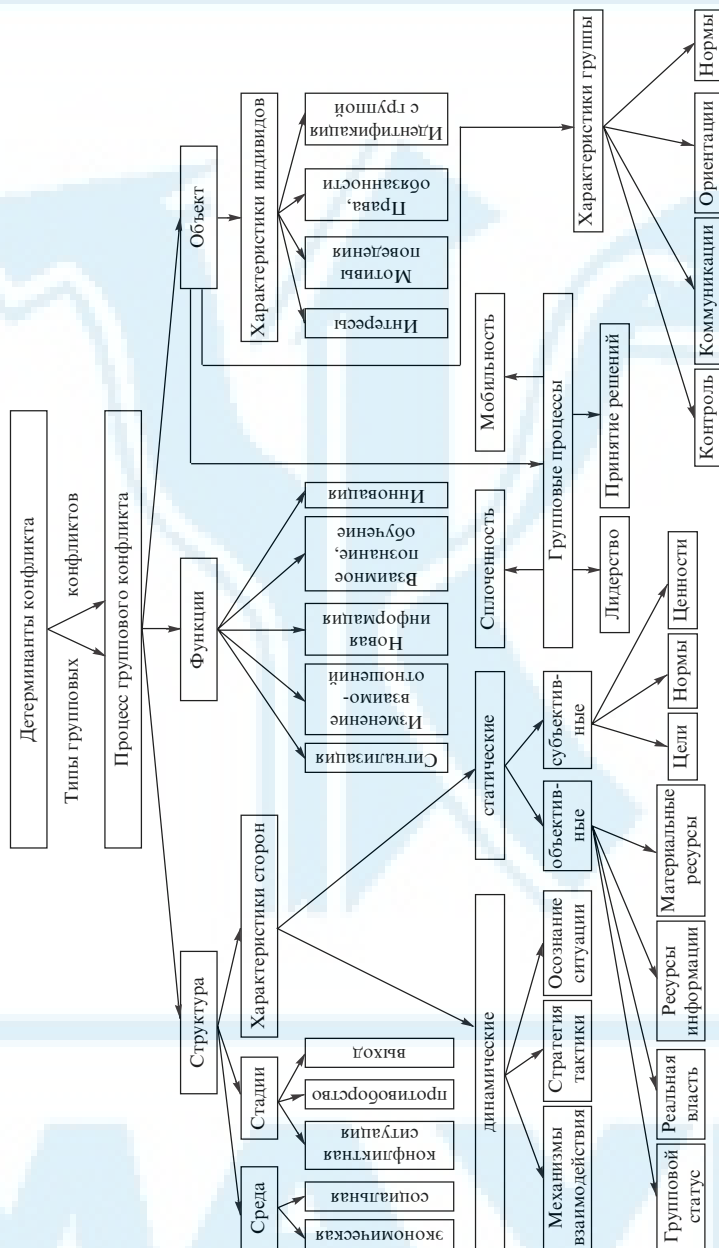 Детерминанты конфликта
Типы групповых конфликтов
Процесс группового конфликта
Структура
Функции
Объект
Среда
Стадии
Характеристики сторон
Характеристики индивидов
экономическая
социальная
конфликтная
ситуация
противоборство
выход
Сигнализация
Изменение
взаимо-
отношений
Новая
информация
Взаимное
познание,
обучение
Инновация
Интересы
Мотивы
поведения
Права,
обязанности
Идентификация
с группой
динамические
статические
Сплоченность
Мобильность
Механизмы
взаимодействия
Стратегия
тактики
Осознание
ситуации
объектив-
ные
субъектив-
ные
Групповые процессы
Характеристики группы
Лидерство
Принятие решений
Групповой
статус
Реальная
власть
Ресурсы
информации
Материальные
ресурсы
Цели
Нормы
Ценности
Контроль
Коммуникации
Ориентации
Нормы